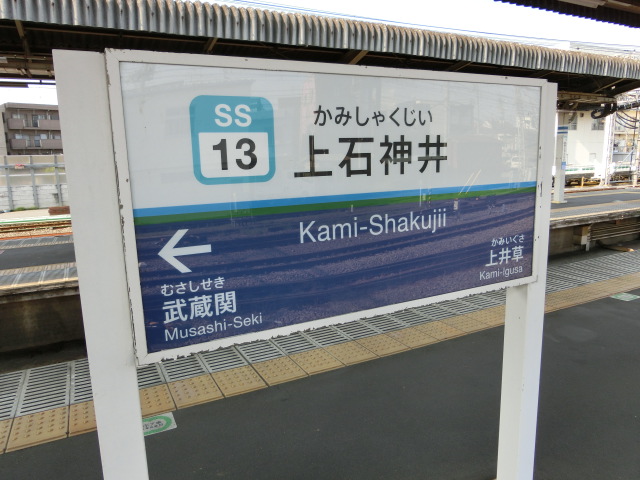 SS
13
かみしゃくじい
上石神井
Kami-Shakujii
むさしせき
武蔵関
Musashi-Seki
かみいぐさ
上井草
Kami-Igusa